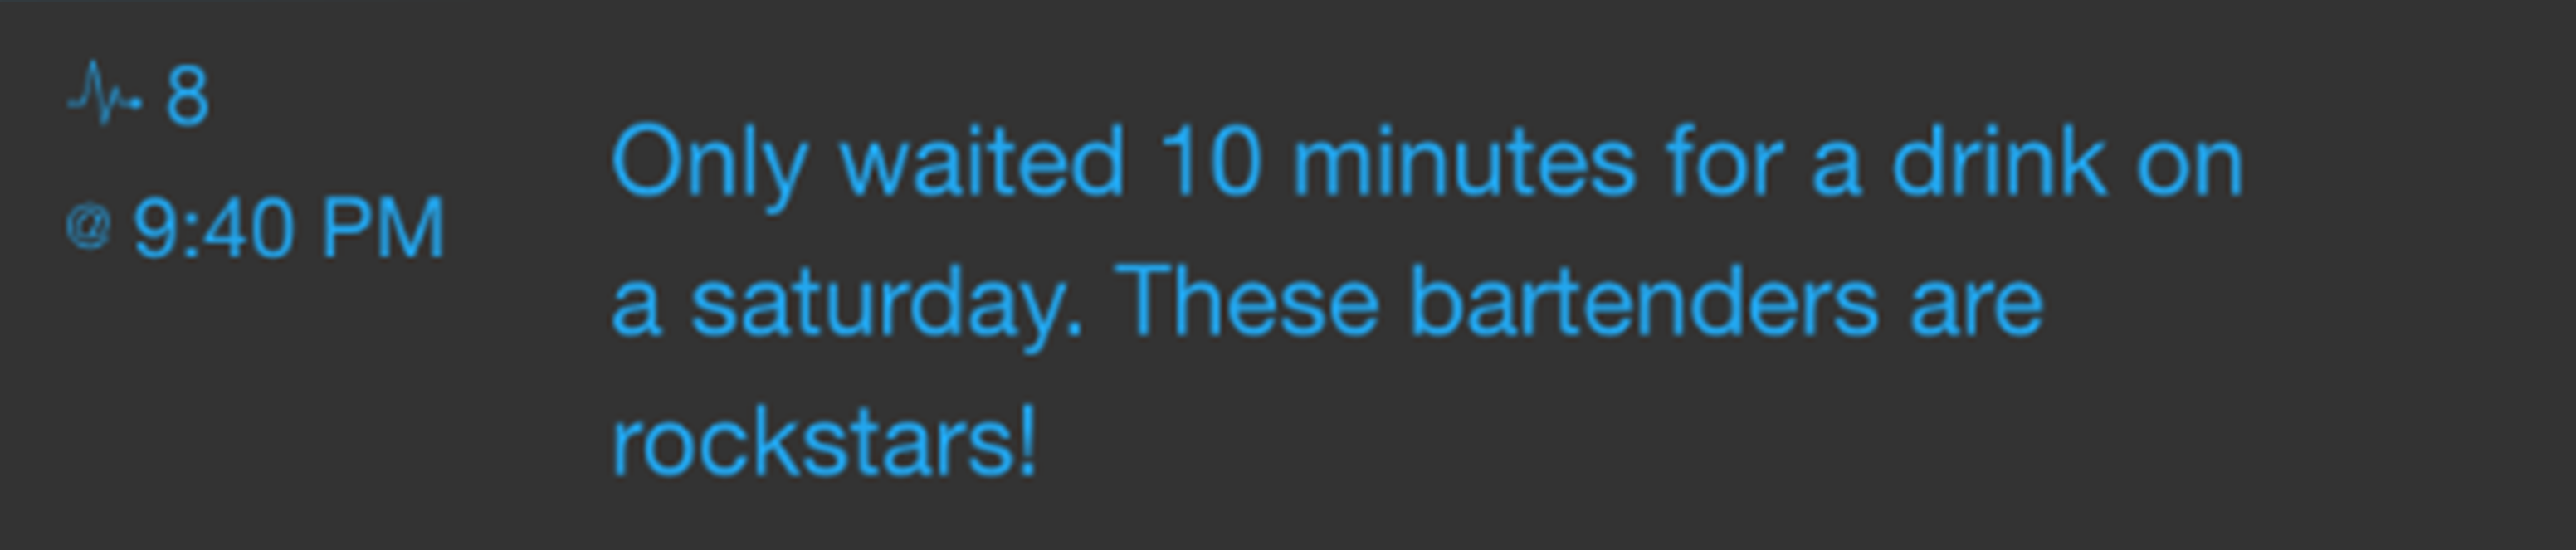 8
@ 9:40 PM
Only waited 10 minutes for a drink on
a saturday. These bartenders are
rockstars!